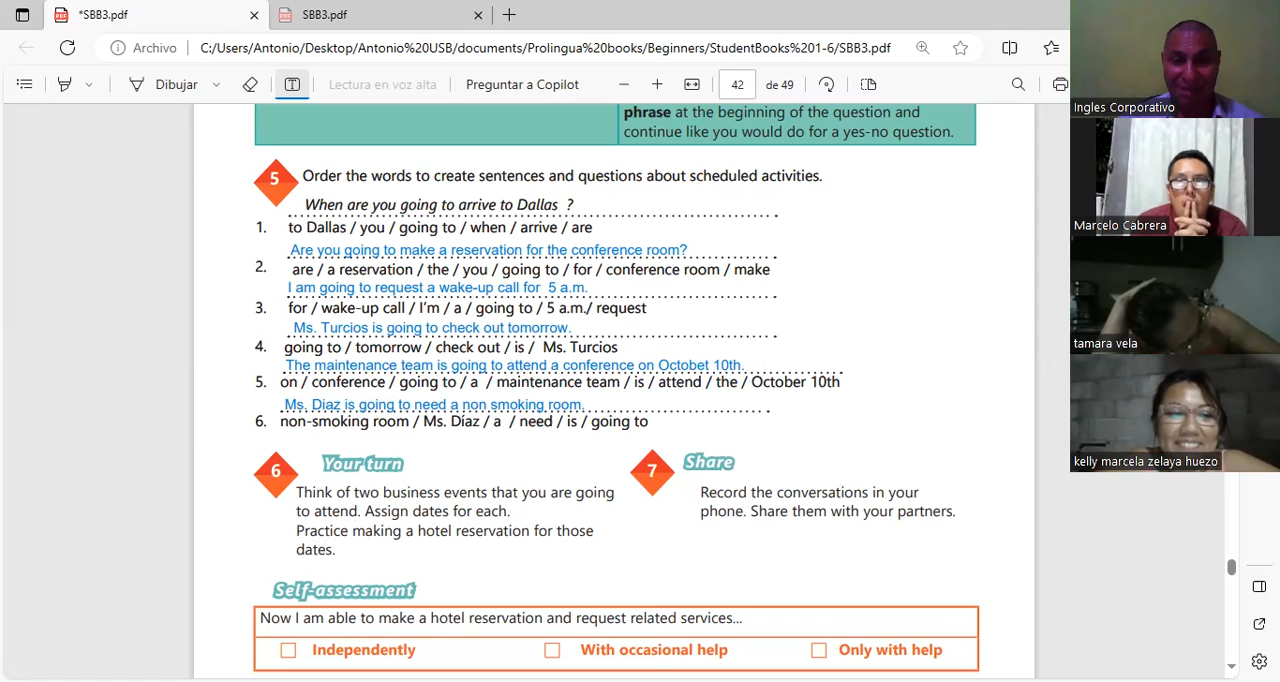 *SBB3.pdf
SBB3.pdf
Archivo
C:/Users/Antonio/Desktop/Antonio%20USB/documents/Prolingua%20books/Beginners/StudentBooks%201-6/SBB3.pdf
Dibujar
Lectura en voz alta
Preguntar a Copilot
42
de 49
phrase at the beginning of the question and
continue like you would do for a yes-no question.
5 Order the words to create sentences and questions about scheduled activities.
When are you going to arrive to Dallas ?
1. to Dallas / you / going to / when / arrive / are
Are you going to make a reservation for the conference room?
2. are / a reservation / the / you / going to / for / conference room / make
I am going to request a wake-up call for 5 a.m.
3. for / wake-up call / I'm / a / going to / 5 a.m./ request
Ms. Turcios is going to check out tomorrow.
4. going to / tomorrow / check out / is / Ms. Turcios
The maintenance team is going to attend a conference on Octobet 10th.
5. on / conference / going to / a / maintenance team / is / attend / the / October 10th
Ms. Diaz is going to need a non smoking room.
6. non-smoking room / Ms. Díaz / a / need / is / going to
6 Your turn
Think of two business events that you are going
to attend. Assign dates for each.
Practice making a hotel reservation for those
dates.
7 Share
Record the conversations in your
phone. Share them with your partners.
Self-assessment
Now I am able to make a hotel reservation and request related services...
Independently
With occasional help
Only with help
Ingles Corporativo
Marcelo Cabrera
tamara vela
kelly marcela zelaya huezo